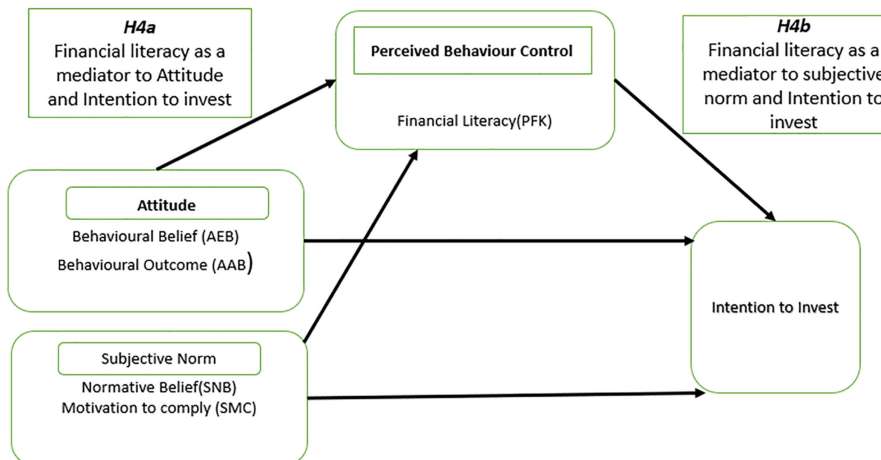 H4a
Financial literacy as a
mediator to Attitude
and Intention to invest
Perceived Behaviour Control
Financial Literacy(PFK)
H4b
Financial literacy as a
mediator to subjective
norm and Intention to
invest
Attitude
Behavioural Belief (AEB)
Behavioural Outcome (AAB)
Intention to Invest
Subjective Norm
Normative Belief(SNB)
Motivation to comply (SMC)